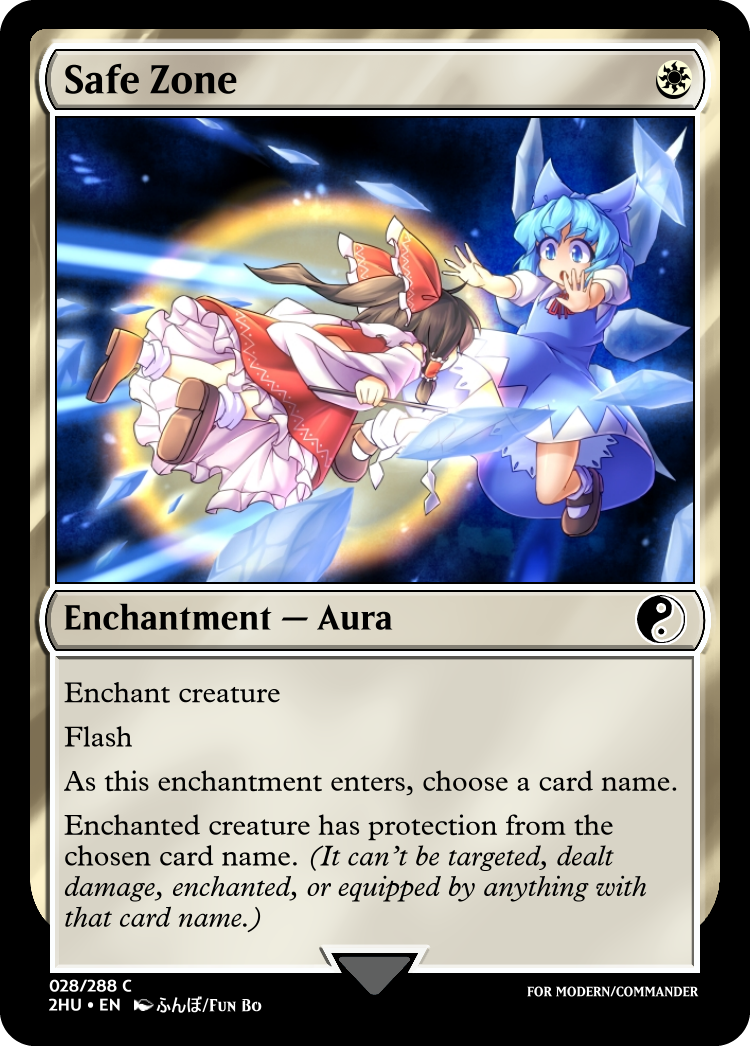 Safe Zone
Enchantment — Aura
Enchant creature
Flash
As this enchantment enters, choose a card name.
Enchanted creature has protection from the
chosen card name. (It can't be targeted, dealt
damage, enchanted, or equipped by anything with
that card name.)
028/288 C
2HU • EN ふんぼ/Fun Bo
FOR MODERN/COMMANDER